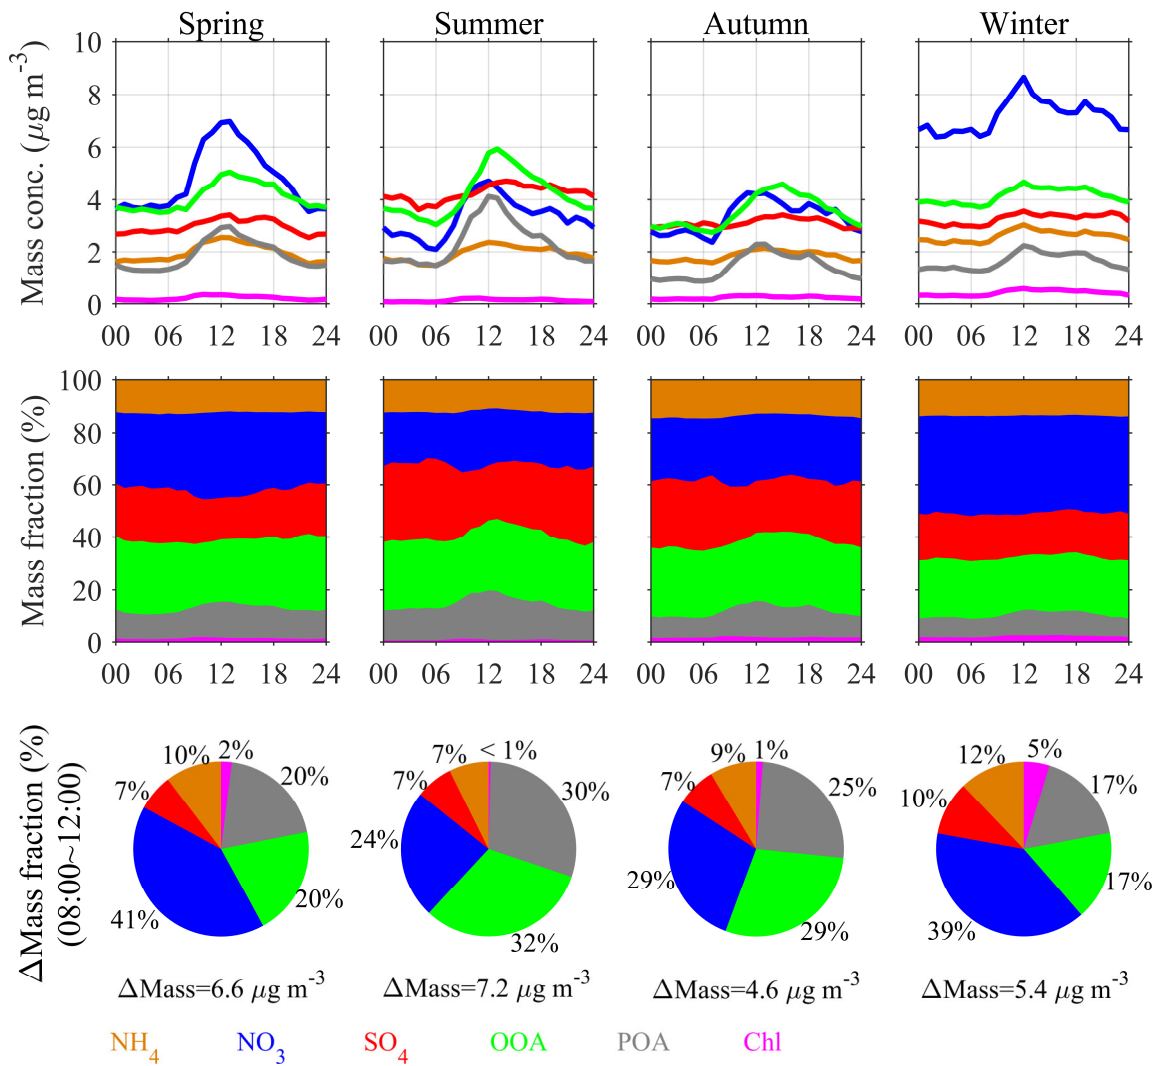 Spring Summer Autumn Winter
Mass conc. (μg m-3)
10
8
6
4
2
0
00 06 12 18 24 00 06 12 18 24 00 06 12 18 24 00 06 12 18 24
Mass fraction (%)
100
80
60
40
20
0
00 06 12 18 24 00 06 12 18 24 00 06 12 18 24 00 06 12 18 24
ΔMass fraction (%)
(08:00~12:00)
10% 2% 20% 7% 41% 20%
7% < 1% 7% 30% 24% 32%
9% 1% 7% 25% 29% 29%
12% 5% 10% 17% 17% 39%
ΔMass=6.6 μg m-3 ΔMass=7.2 μg m-3 ΔMass=4.6 μg m-3 ΔMass=5.4 μg m-3
NH4 NO3 SO4 OOA POA Chl